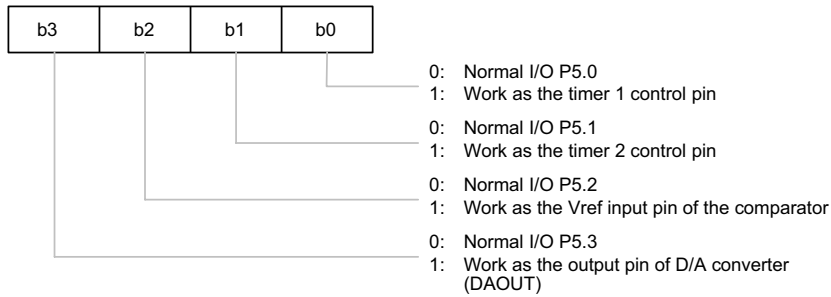 b3 b2 b1 b0
0: Normal I/O P5.0
1: Work as the timer 1 control pin
0: Normal I/O P5.1
1: Work as the timer 2 control pin
0: Normal I/O P5.2
1: Work as the Vref input pin of the comparator
0: Normal I/O P5.3
1: Work as the output pin of D/A converter
(DAOUT)